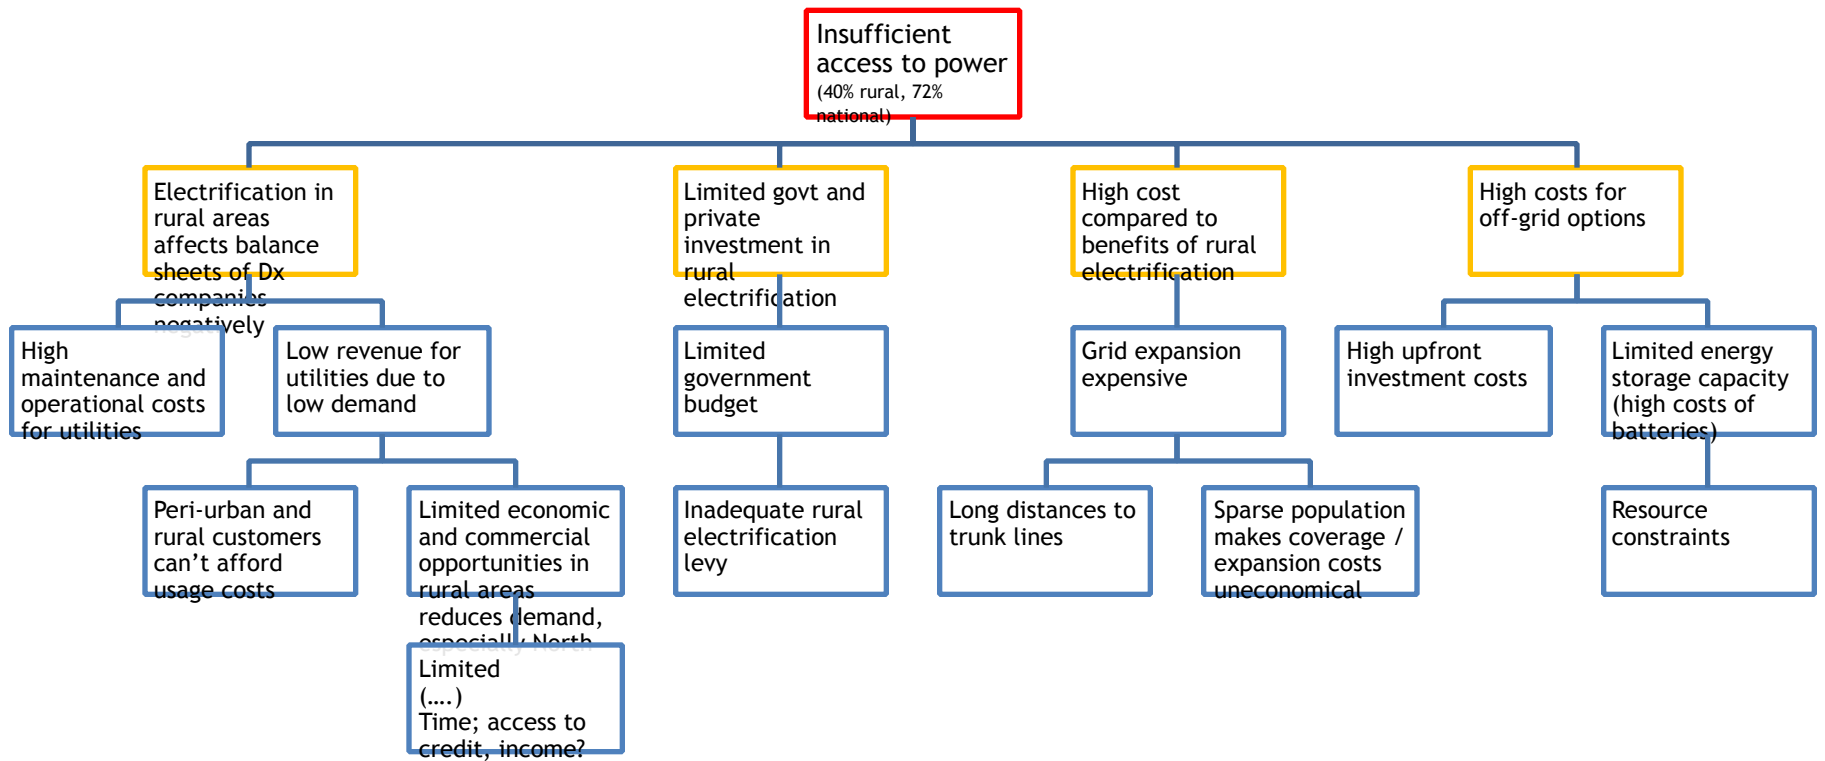 Insufficient
access to power
(40% rural, 72%
national)
Electrification in
rural areas
affects balance
sheets of Dx
companies
negatively
Limited govt and
private
investment in
rural
electrification
High cost
compared to
benefits of rural
electrification
High costs for
off-grid options
High
maintenance and
operational costs
for utilities
Low revenue for
utilities due to
low demand
Limited
government
budget
Grid expansion
expensive
High upfront
investment costs
Limited energy
storage capacity
(high costs of
batteries)
Peri-urban and
rural customers
can’t afford
usage costs
Limited economic
and commercial
opportunities in
rural areas
reduces demand,
especially North
Inadequate rural
electrification
levy
Long distances to
trunk lines
Sparse population
makes coverage /
expansion costs
uneconomical
Resource
constraints
Limited
(….)
Time; access to
credit, income?